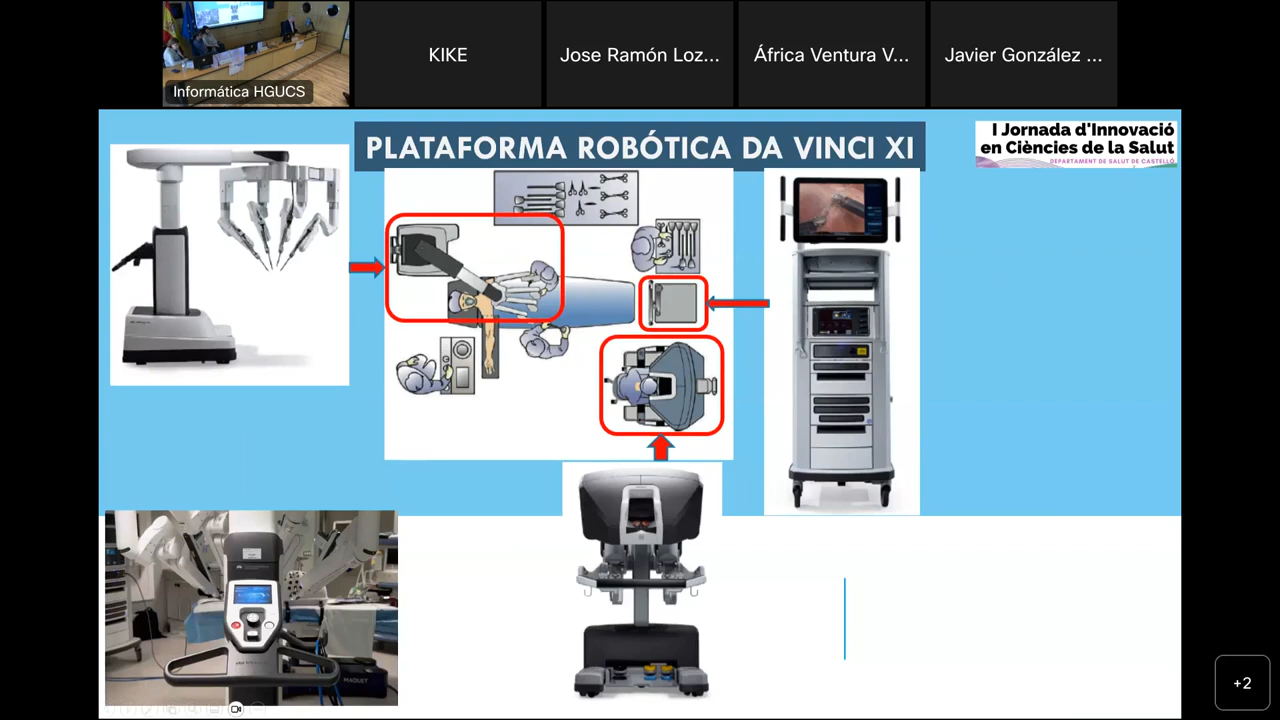 Informática HGUCS
KIKE
Jose Ramón Loz...
África Ventura V...
Javier González ...
PLATAFORMA ROBÓTICA DA VINCI XI
I Jornada d'Innovació
en Ciències de la Salut
DEPARTAMENT DE SALUT DE CASTELLÓ
MAQUET
+2